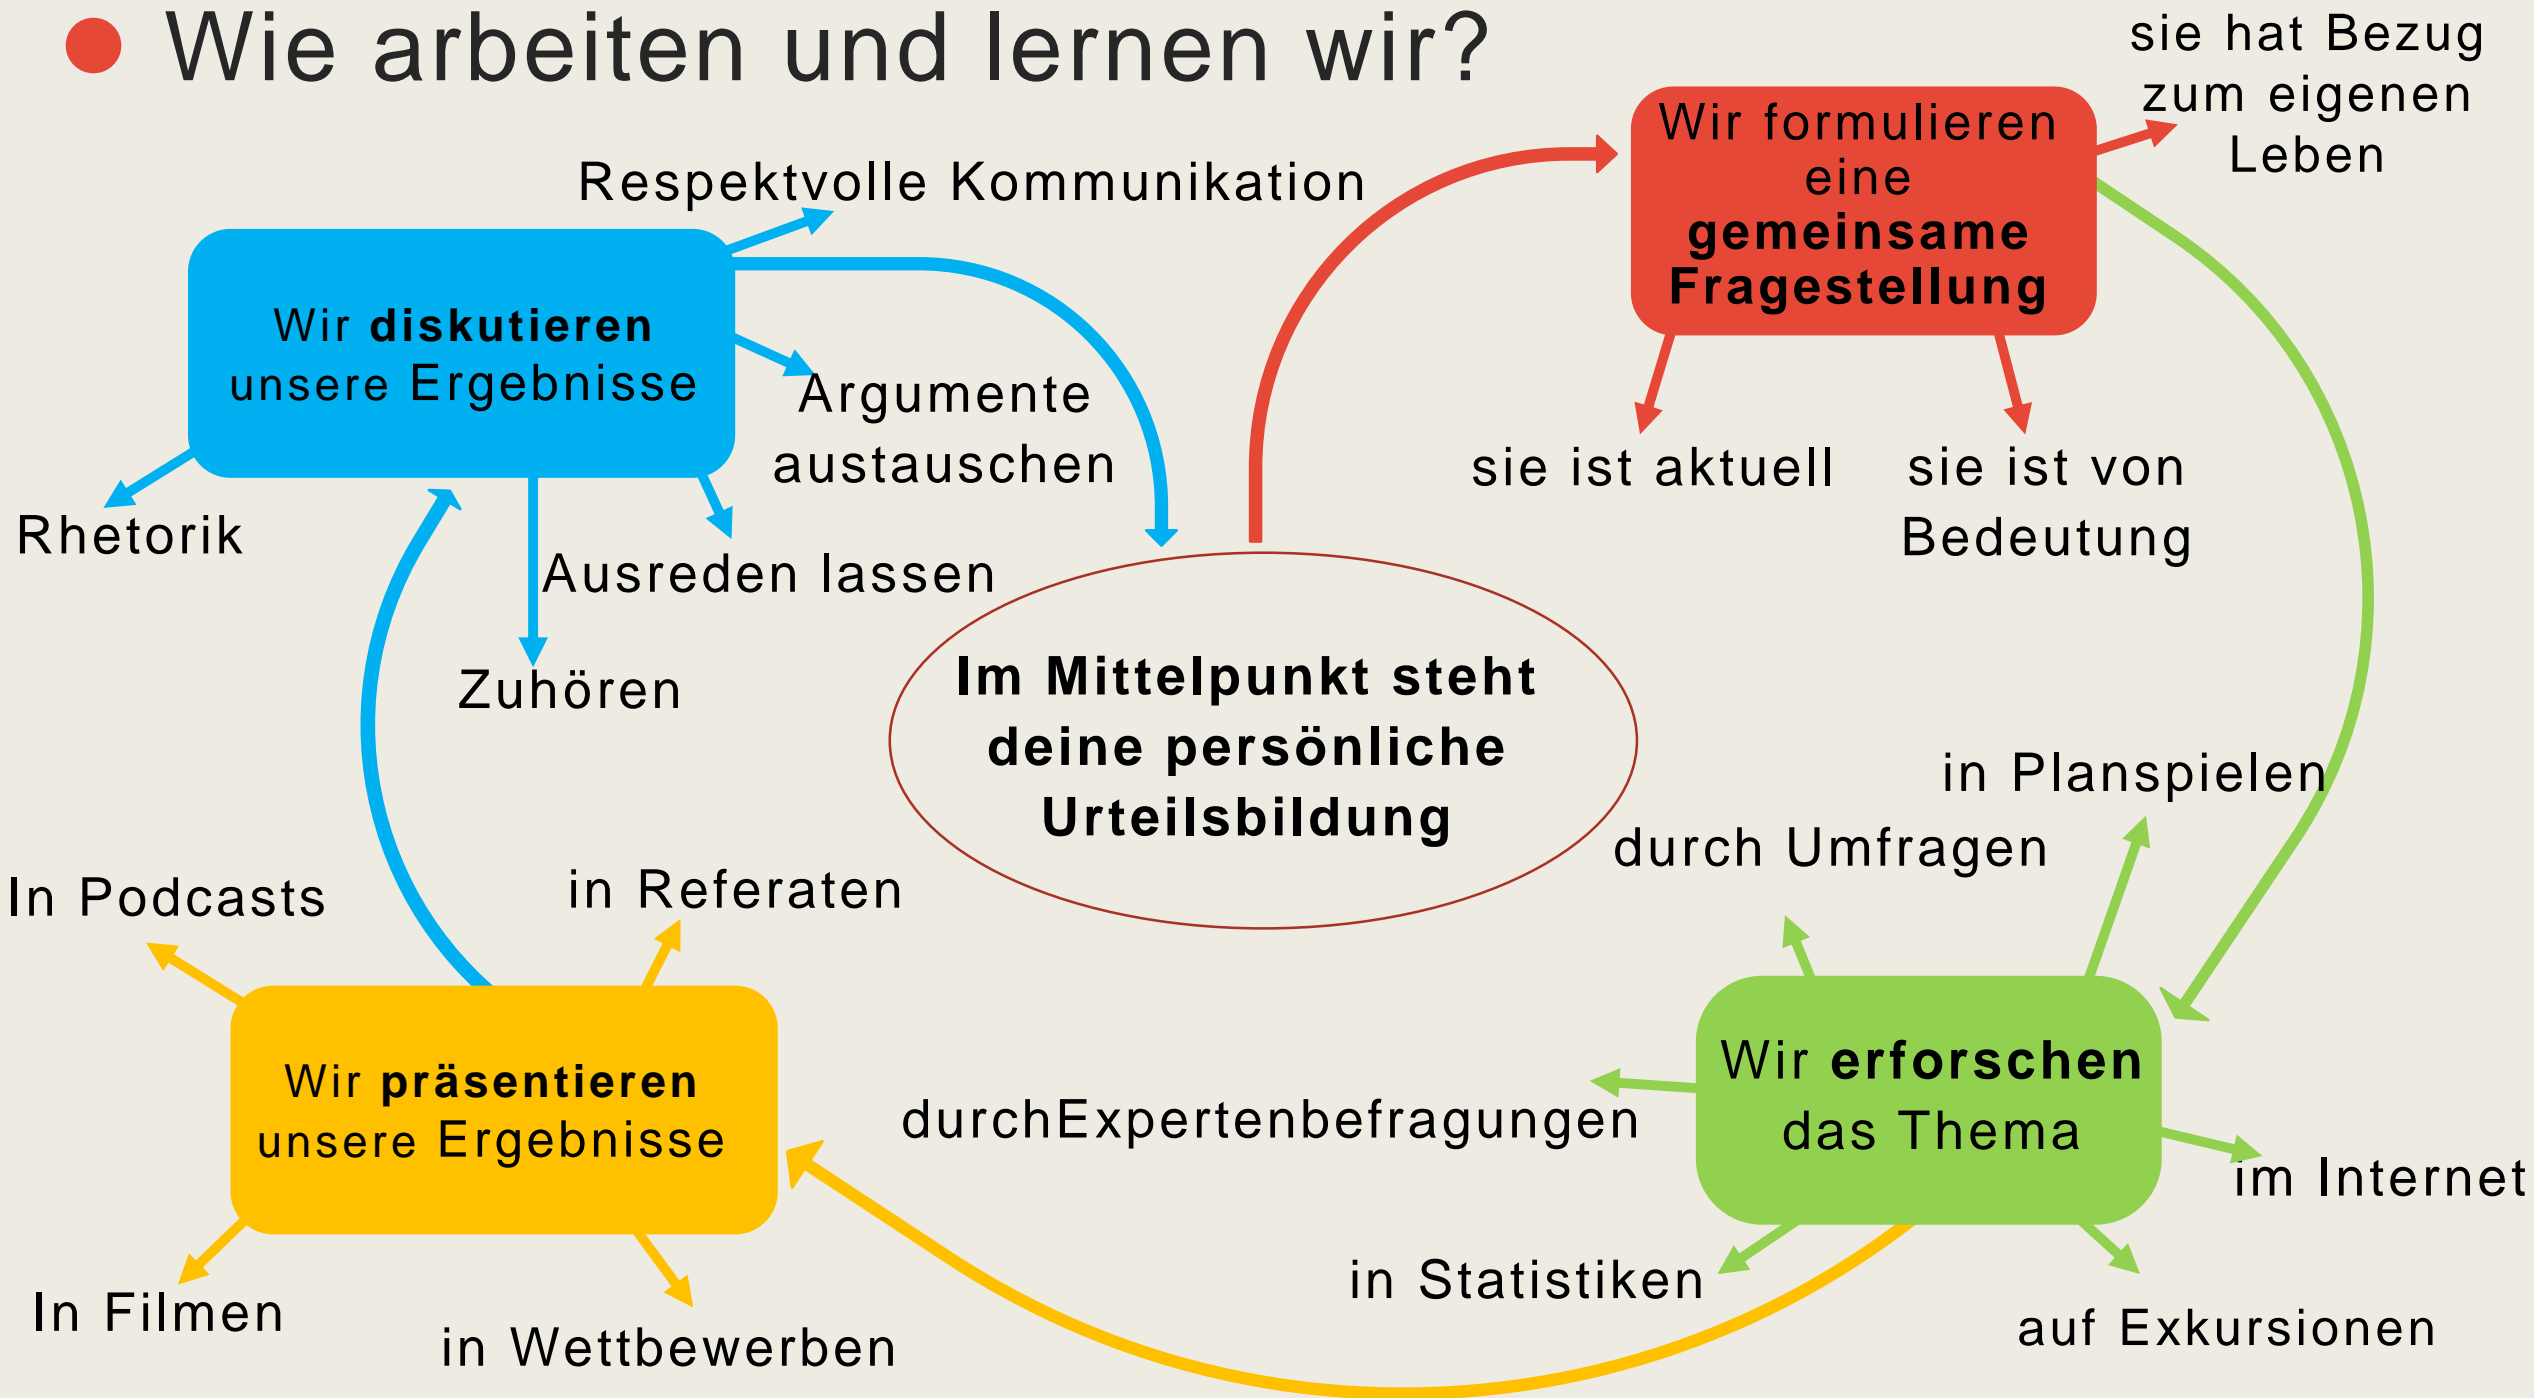 Wie arbeiten und lernen wir?
sie hat Bezug
zum eigenen
Leben
Wir formulieren
eine
gemeinsame
Fragestellung
sie ist aktuell
sie ist von
Bedeutung
Respektvolle Kommunikation
Wir diskutieren
unsere Ergebnisse
Argumente
austauschen
Rhetorik
Ausreden lassen
Zuhören
Im Mittelpunkt steht
deine persönliche
Urteilsbildung
in Planspielen
durch Umfragen
Wir erforschen
das Thema
durchExpertenbefragungen
im Internet
in Statistiken
auf Exkursionen
In Podcasts
in Referaten
Wir präsentieren
unsere Ergebnisse
In Filmen
in Wettbewerben